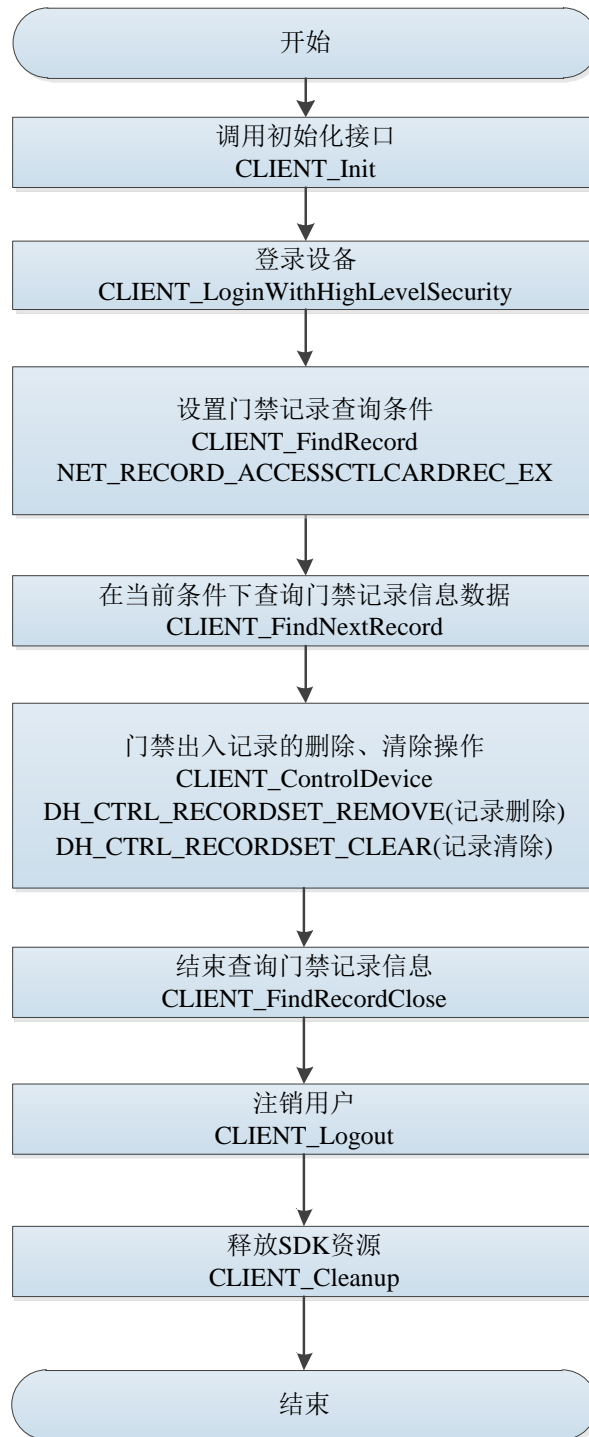 开始
调用初始化接口
CLIENT_Init
登录设备
CLIENT_LoginWithHighLevelSecurity
设置门禁记录查询条件
CLIENT_FindRecord
NET_RECORD_ACCESSCTLCARDREC_EX
在当前条件下查询门禁记录信息数据
CLIENT_FindNextRecord
门禁出入记录的删除、清除操作
CLIENT_ControlDevice
DH_CTRL_RECORDSET_REMOVE(记录删除)
DH_CTRL_RECORDSET_CLEAR(记录清除)
结束查询门禁记录信息
CLIENT_FindRecordClose
注销用户
CLIENT_Logout
释放SDK资源
CLIENT_Cleanup
结束